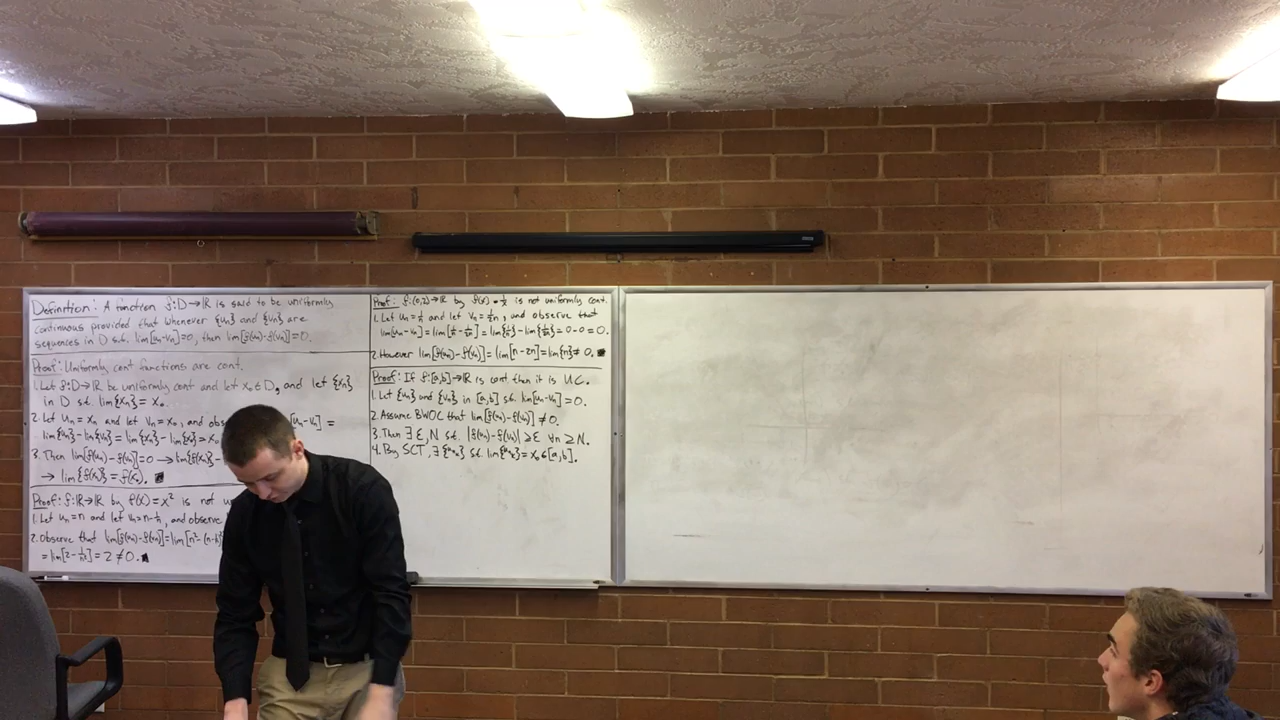 Definition: A function f:D→ℝ is said to be uniformly
continuous provided that whenever {un} and {vn} are
sequences in D s.t. lim[un-vn]=0, then lim[f(un)-f(vn)]=0.
Proof: Uniformly cont functions are cont.
1. Let f:D→ℝ be uniformly cont and let x₀∈D, and let {xn}
in D s.t. lim{xn}=x₀.
2. Let un=xn and let vn=x₀, and obs [un-vn]=
lim{un}-lim{vn}=lim{xn}-lim{x₀}=x₀
3. Then lim[f(un)-f(vn)]=0 → lim{f(xn)}-
→ lim{f(xn)}=f(x₀). ■
Proof: f:ℝ→ℝ by f(x)=x² is not u
1. Let un=n and let vn=n-1/n, and observe
2. Observe that lim[f(un)-f(vn)]=lim[n²-(n-1/n)
=lim[2-1/n²]=2≠0. ■
Proof: f:(0,2)→ℝ by f(x)=1/x is not uniformly cont.
1. Let un=1/n and let vn=1/2n, and observe that
lim[un-vn]=lim[1/n-1/2n]=lim{1/n}-lim{1/2n}=0-0=0.
2. However lim[f(un)-f(vn)]=lim[n-2n]=lim{n}≠0. ■
Proof: If f:[a,b]→ℝ is cont. then it is UC.
1. Let {un} and {vn} in [a,b] s.t. lim[un-vn]=0.
2. Assume BWOC that lim[f(un)-f(vn)]≠0.
3. Then ∃ ε,N s.t. |f(un)-f(vn)|≥ε ∀n≥N.
4. By SCT, ∃ s.t. =x₀∈[a,b].